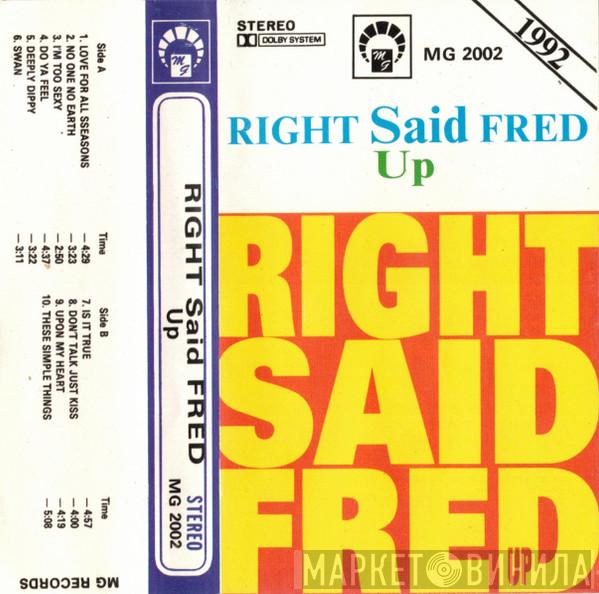 Side A
Time
1. LOVE FOR ALL SSEASONS — 4:29
2. NO ONE NO EARTH — 3:23
3. I'M TOO SEXY — 2:50
4. DO YA FEEL — 4:37
5. DEEPLY DIPPY — 3:22
6. SWAN — 3:11
Side B
Time
7. IS IT TRUE — 4:57
8. DON'T TALK JUST KISS — 4:00
9. UPON MY HEART — 4:19
10. THESE SIMPLE THINGS — 5:08
MG RECORDS
MG
RIGHT Said FRED
Up
STEREO
MG 2002
STEREO
DOLBY SYSTEM
MG
MG 2002
1992
RIGHT Said FRED
Up
RIGHT
SAID
FRED
UP
МАРКЕТ ВИНИЛА